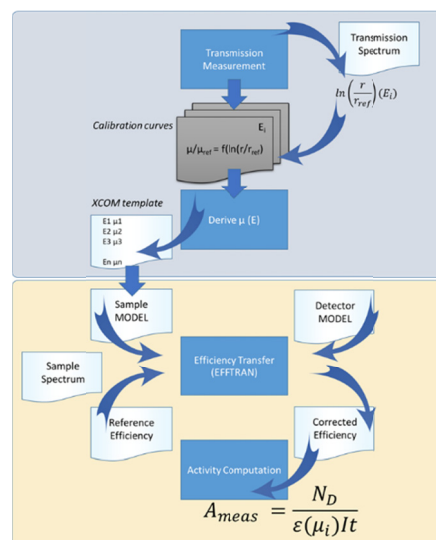 Transmission
Measurement
Transmission
Spectrum
ln(r/r_ref)(E_i)
Calibration curves
E_i
μ/μ_ref = f(ln(r/r_ref)
XCOM template
E1 μ1
E2 μ2
E3 μ3
En μn
Derive μ (E)
Sample
MODEL
Detector
MODEL
Sample
Spectrum
Efficiency Transfer
(EFFTRAN)
Reference
Efficiency
Corrected
Efficiency
Activity Computation
A_meas = N_D/ε(μ_i)It